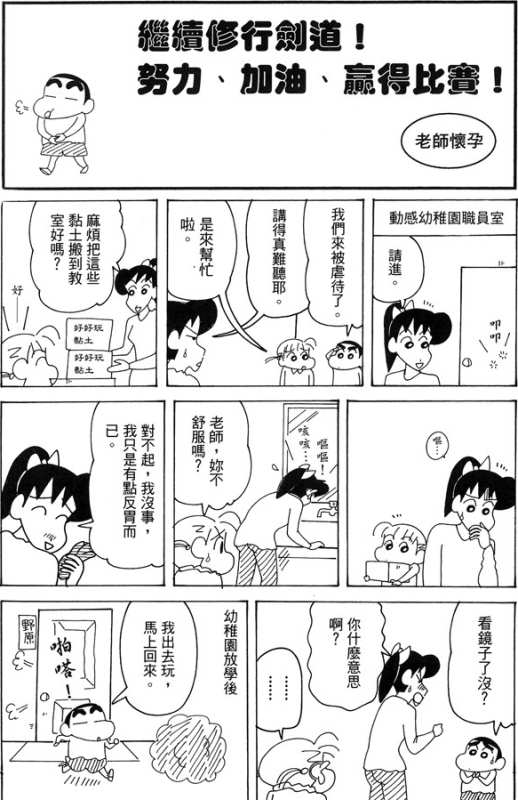 繼續修行劍道！
努力、加油、贏得比賽！
老師懷孕
動感幼稚園職員室
請進。
叩
叩
我們來被虐待了。
講得真難聽耶。
是來幫忙
啦。
麻煩把這些
黏土搬到教
室好嗎？
好
好好玩
黏土
好好玩
黏土
嘔…
嘔！
咳
咳…
老師，妳不
舒服嗎？
對不起，我沒事，
我只是有點反胃而
已。
看鏡子了沒？
你什麼意思
啊？
………
………
幼稚園放學後
我出去玩，
馬上回來。
野原
啪嗒！